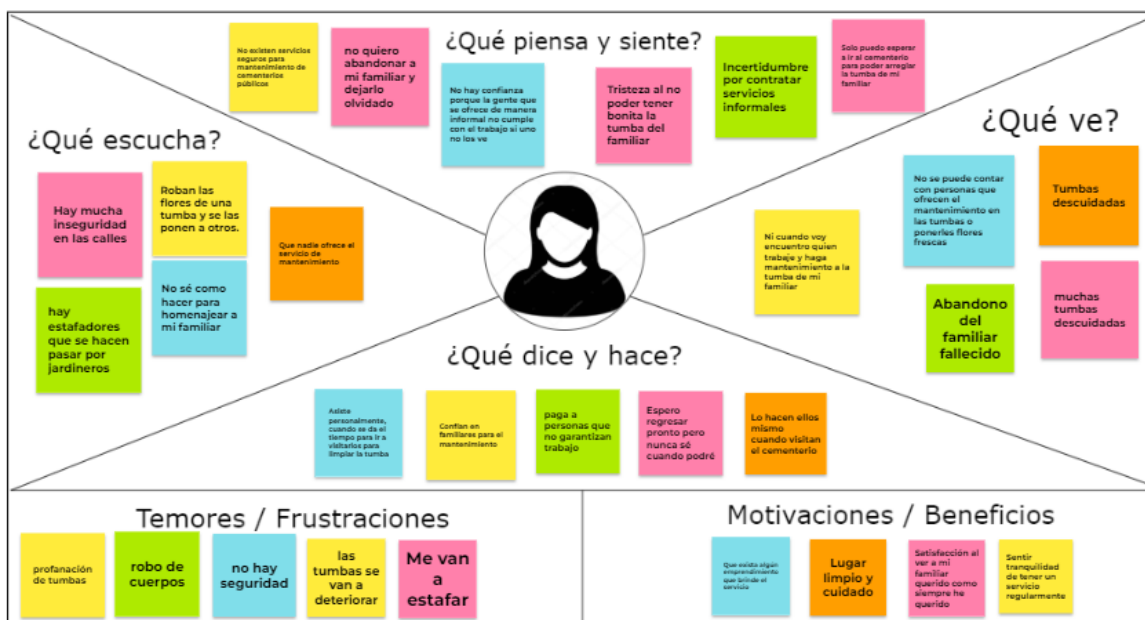 ¿Qué piensa y siente?
No existen servicios
seguros para
mantenimiento de
cementerios
públicos
no quiero
abandonar a
mi familiar y
dejarlo
olvidado
No hay confianza
porque la gente que
se ofrece de manera
informal no cumple
con el trabajo si uno
no los ve
Tristeza al no
poder tener
bonita la
tumba del
familiar
Incertidumbre
por contratar
servicios
informales
Solo puedo esperar
a ir al cementerio
para poder arreglar
la tumba de mi
familiar
¿Qué escucha?
Hay mucha
inseguridad
en las calles
Roban las
flores de una
tumba y se las
ponen a otros.
Que nadie ofrece el
servicio de
mantenimiento
hay
estafadores
que se hacen
pasar por
jardineros
No sé como
hacer para
homenajear a
mi familiar
¿Qué ve?
Ni cuando voy
encuentro quien
trabaje y haga
mantenimiento a la
tumba de mi
familiar
No se puede contar
con personas que
ofrecen el
mantenimiento en
las tumbas o
ponerles flores
frescas
Tumbas
descuidadas
Abandono
del
familiar
fallecido
muchas
tumbas
descuidadas
¿Qué dice y hace?
Asiste
personalmente,
cuando se da el
tiempo para ir a
visitarlos para
limpiar la tumba
Confían en
familiares para el
mantenimiento
paga a
personas que
no garantizan
trabajo
Espero
regresar
pronto pero
nunca sé
cuando podré
Lo hacen ellos
mismo
cuando visitan
el cementerio
Temores / Frustraciones
profanación
de tumbas
robo de
cuerpos
no hay
seguridad
las
tumbas se
van a
deteriorar
Me van
a
estafar
Motivaciones / Beneficios
Que exista algún
emprendimiento
que brinde el
servicio
Lugar
limpio y
cuidado
Satisfacción al
ver a mi
familiar
querido como
siempre he
querido
Sentir
tranquilidad
de tener un
servicio
regularmente